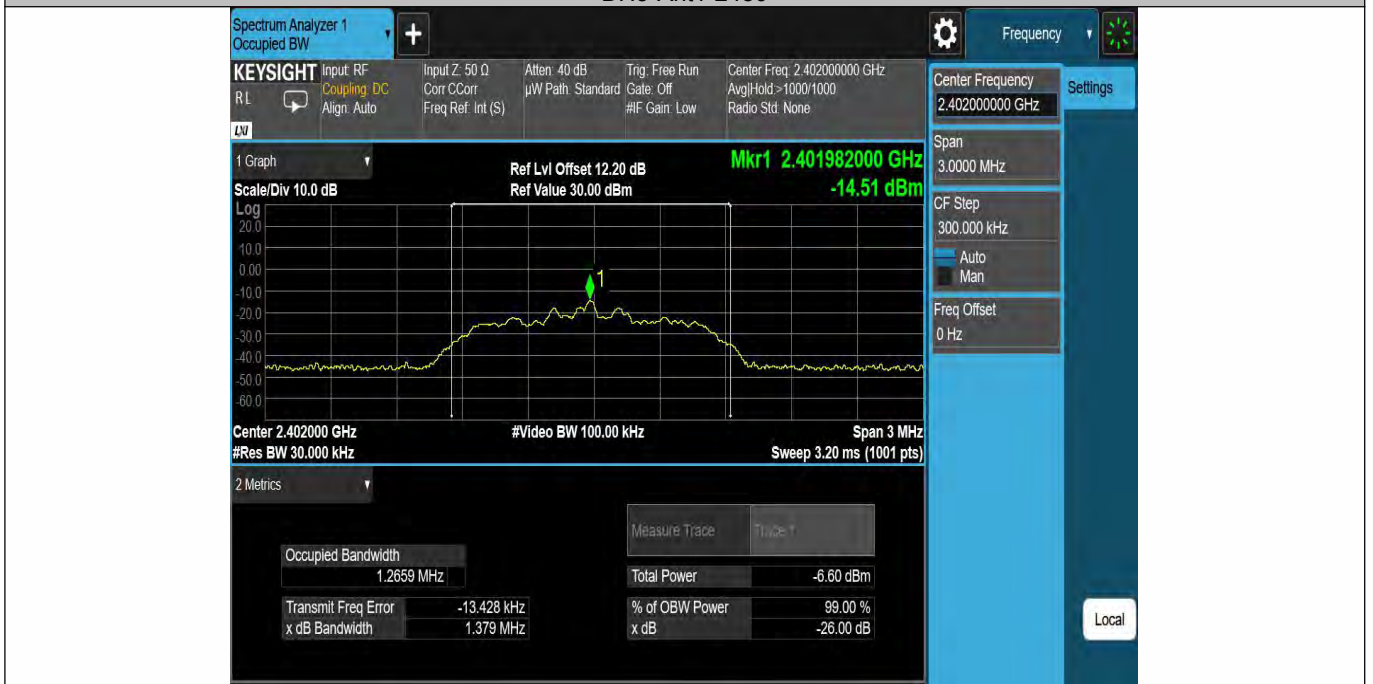 Spectrum Analyzer 1
Occupied BW
Frequency
KEYSIGHT
RL
LXI
Input: RF
Coupling: DC
Align: Auto
Input Z: 50 Ω
Corr CCorr
Freq Ref: Int (S)
Atten: 40 dB
µW Path: Standard
Trig: Free Run
Gate: Off
#IF Gain: Low
Center Freq: 2.402000000 GHz
Avg|Hold:>1000/1000
Radio Std: None
Center Frequency
2.402000000 GHz
Settings
Span
3.0000 MHz
CF Step
300.000 kHz
Auto
Man
Freq Offset
0 Hz
Local
1 Graph
Scale/Div 10.0 dB
Ref Lvl Offset 12.20 dB
Ref Value 30.00 dBm
Mkr1 2.401982000 GHz
-14.51 dBm
Log
20.0
10.0
0.00
-10.0
-20.0
-30.0
-40.0
-50.0
-60.0
1
Center 2.402000 GHz
#Res BW 30.000 kHz
#Video BW 100.00 kHz
Span 3 MHz
Sweep 3.20 ms (1001 pts)
2 Metrics
Measure Trace
Trace 1
Occupied Bandwidth
1.2659 MHz
Total Power
-6.60 dBm
Transmit Freq Error
-13.428 kHz
% of OBW Power
99.00 %
x dB Bandwidth
1.379 MHz
x dB
-26.00 dB